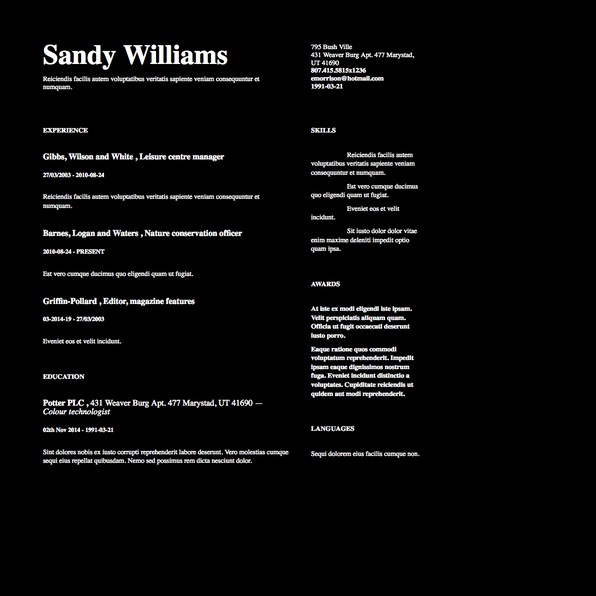 Sandy Williams
Reiciendis facilis autem voluptatibus veritatis sapiente veniam consequuntur et
numquam.
795 Bush Ville
431 Weaver Burg Apt. 477 Marystad,
UT 41690
807.415.5815x1236
emorrison@hotmail.com
1991-03-21
EXPERIENCE
Gibbs, Wilson and White , Leisure centre manager
27/03/2003 - 2010-08-24
Reiciendis facilis autem voluptatibus veritatis sapiente veniam consequuntur et
numquam.
Barnes, Logan and Waters , Nature conservation officer
2010-08-24 - PRESENT
Est vero cumque ducimus quo eligendi quam ut fugiat.
Griffin-Pollard , Editor, magazine features
03-2014-19 - 27/03/2003
Eveniet eos et velit incidunt.
EDUCATION
Potter PLC , 431 Weaver Burg Apt. 477 Marystad, UT 41690 —
Colour technologist
02th Nov 2014 - 1991-03-21
Sint dolores nobis ex iusto corrupti reprehenderit labore deserunt. Vero molestias cumque
sequi eius repellat quibusdam. Nemo sed possimus rem dicta nesciunt dolor.
SKILLS
Reiciendis facilis autem
voluptatibus veritatis sapiente veniam
consequuntur et numquam.
Est vero cumque ducimus
quo eligendi quam ut fugiat.
Eveniet eos et velit
incidunt.
Sit iusto dolor dolor vitae
enim maxime deleniti impedit optio
quam ipsa.
AWARDS
At iste ex modi eligendi iste ipsam.
Velit perspiciatis aliquam quam.
Officia ut fugit occaecati deserunt
iusto porro.
Eaque ratione quos commodi
voluptatum reprehenderit. Impedit
ipsam eaque dignissimos nostrum
fuga. Eveniet incidunt distinctio a
voluptates. Cupiditate reiciendis ut
quidem aut modi reprehenderit.
LANGUAGES
Sequi dolorem eius facilis cumque non.